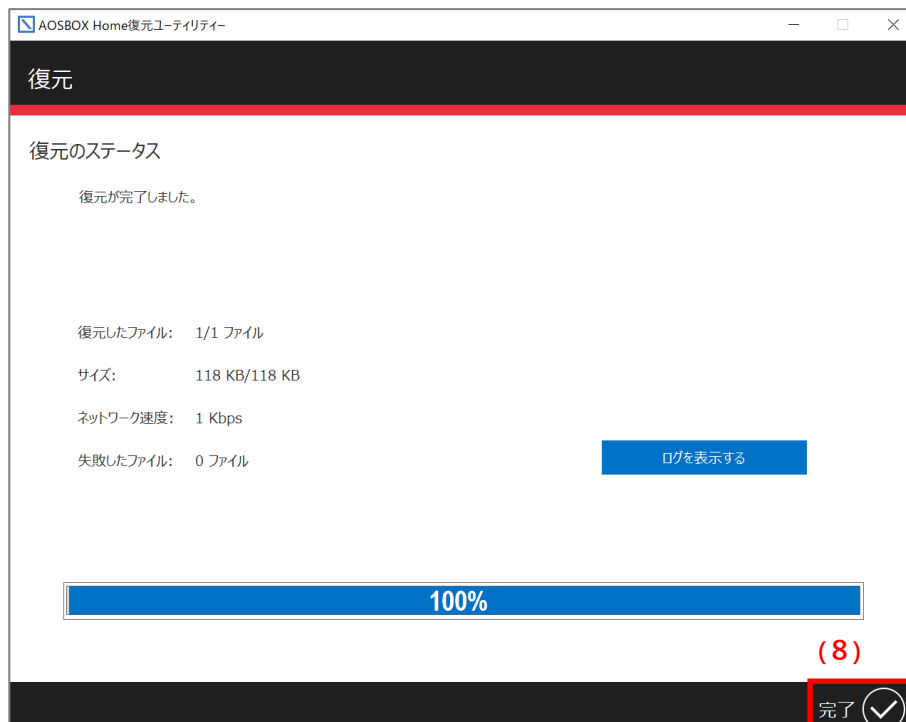 AOSBOX Home復元ユーティリティー
復元
復元のステータス
復元が完了しました。
復元したファイル: 1/1 ファイル
サイズ: 118 KB/118 KB
ネットワーク速度: 1 Kbps
失敗したファイル: 0 ファイル
ログを表示する
100%
(8)
完了